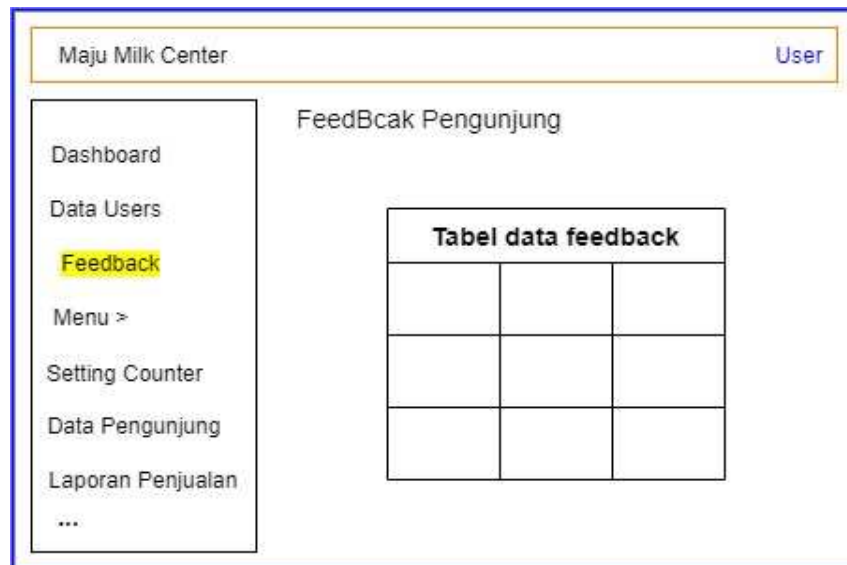 Maju Milk Center
User
Dashboard
Data Users
Feedback
Menu >
Setting Counter
Data Pengunjung
Laporan Penjualan
...
FeedBcak Pengunjung
Tabel data feedback